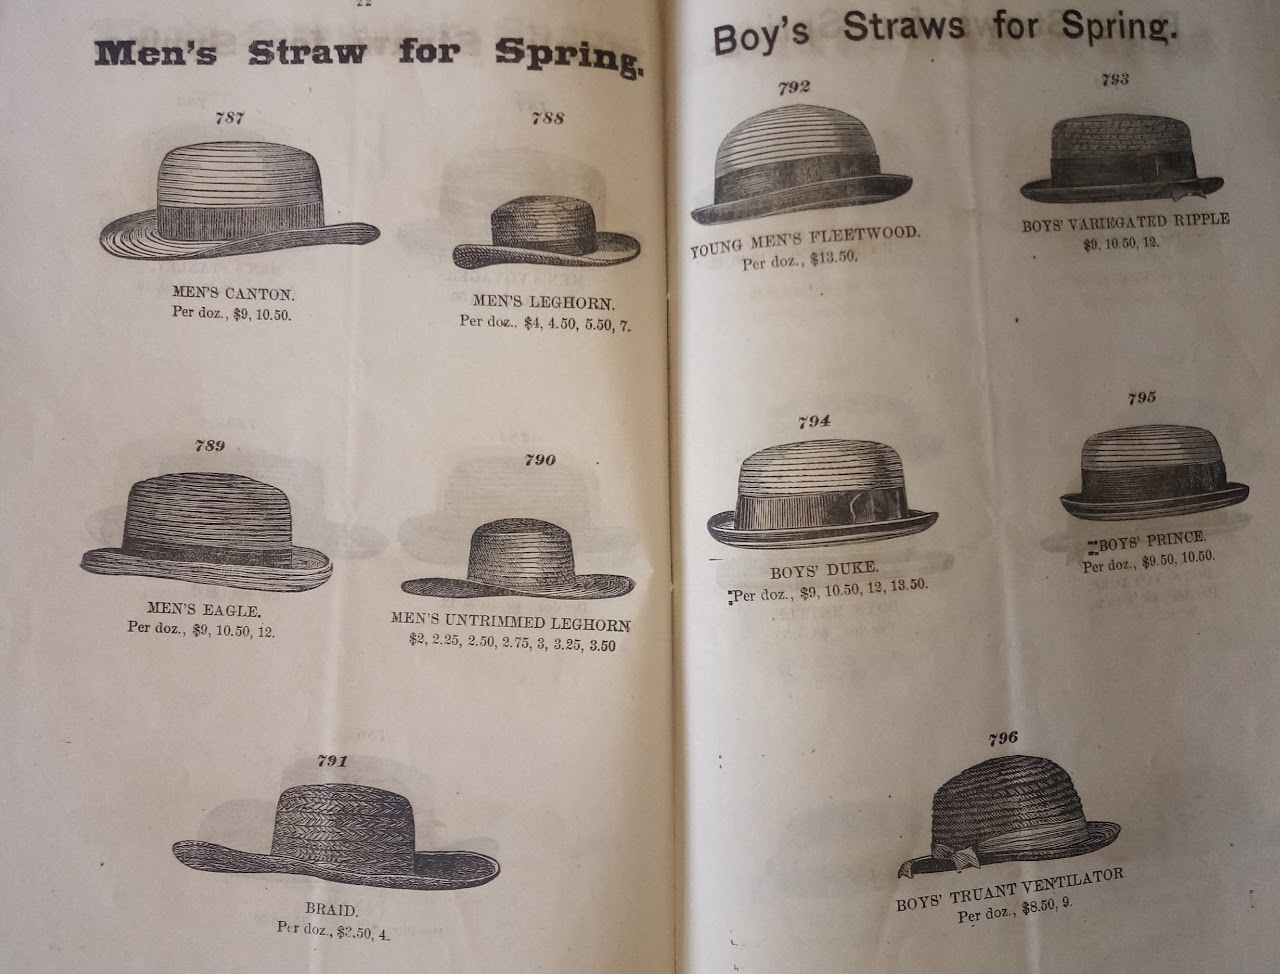 22
Men's Straw for Spring.
787
788
MEN'S CANTON.
Per doz., $9, 10.50.
MEN'S LEGHORN.
Per doz.. $4, 4.50, 5.50, 7.
789
790
MEN'S EAGLE.
Per doz., $9, 10.50, 12.
MEN'S UNTRIMMED LEGHORN
$2, 2.25, 2.50, 2.75, 3, 3.25, 3.50
791
BRAID.
Per doz., $3.50, 4.
Boy's Straws for Spring.
792
793
YOUNG MEN'S FLEETWOOD.
Per doz., $13.50.
BOYS' VARIEGATED RIPPLE
$9, 10.50, 12.
794
795
BOYS' DUKE.
Per doz., $9, 10.50, 12, 13.50.
BOYS' PRINCE.
Per doz., $9.50, 10.50.
796
BOYS' TRUANT VENTILATOR
Per doz., $8.50, 9.